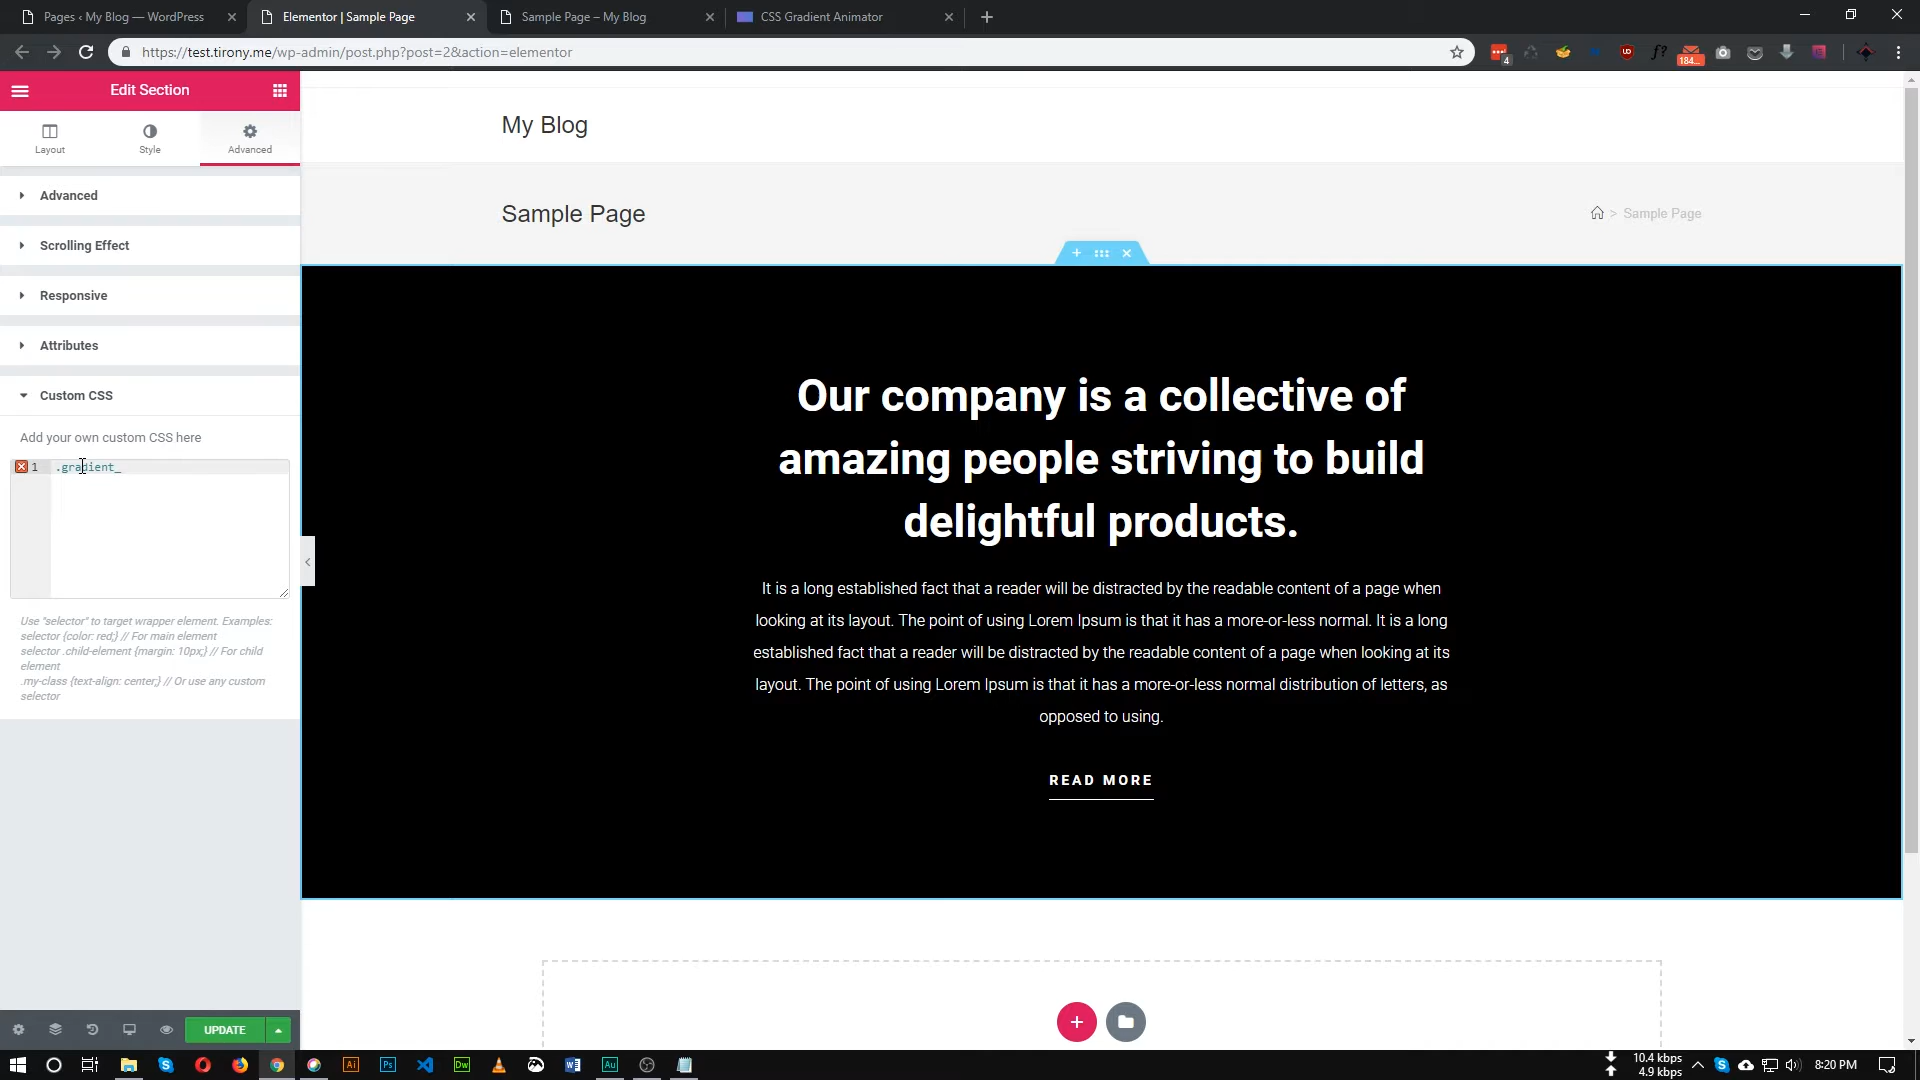 Pages ‹ My Blog — WordPress
Elementor | Sample Page
Sample Page – My Blog
CSS Gradient Animator
https://test.tirony.me/wp-admin/post.php?post=2&action=elementor
4
184...
Edit Section
Layout
Style
Advanced
Advanced
Scrolling Effect
Responsive
Attributes
Custom CSS
Add your own custom CSS here
1 .gradient_
Use "selector" to target wrapper element. Examples:
selector {color: red;} // For main element
selector .child-element {margin: 10px;} // For child
element
.my-class {text-align: center;} // Or use any custom
selector
UPDATE
My Blog
Sample Page
> Sample Page
Our company is a collective of
amazing people striving to build
delightful products.
It is a long established fact that a reader will be distracted by the readable content of a page when
looking at its layout. The point of using Lorem Ipsum is that it has a more-or-less normal. It is a long
established fact that a reader will be distracted by the readable content of a page when looking at its
layout. The point of using Lorem Ipsum is that it has a more-or-less normal distribution of letters, as
opposed to using.
READ MORE
Ai
Ps
Dw
Au
10.4 kbps
4.9 kbps
8:20 PM